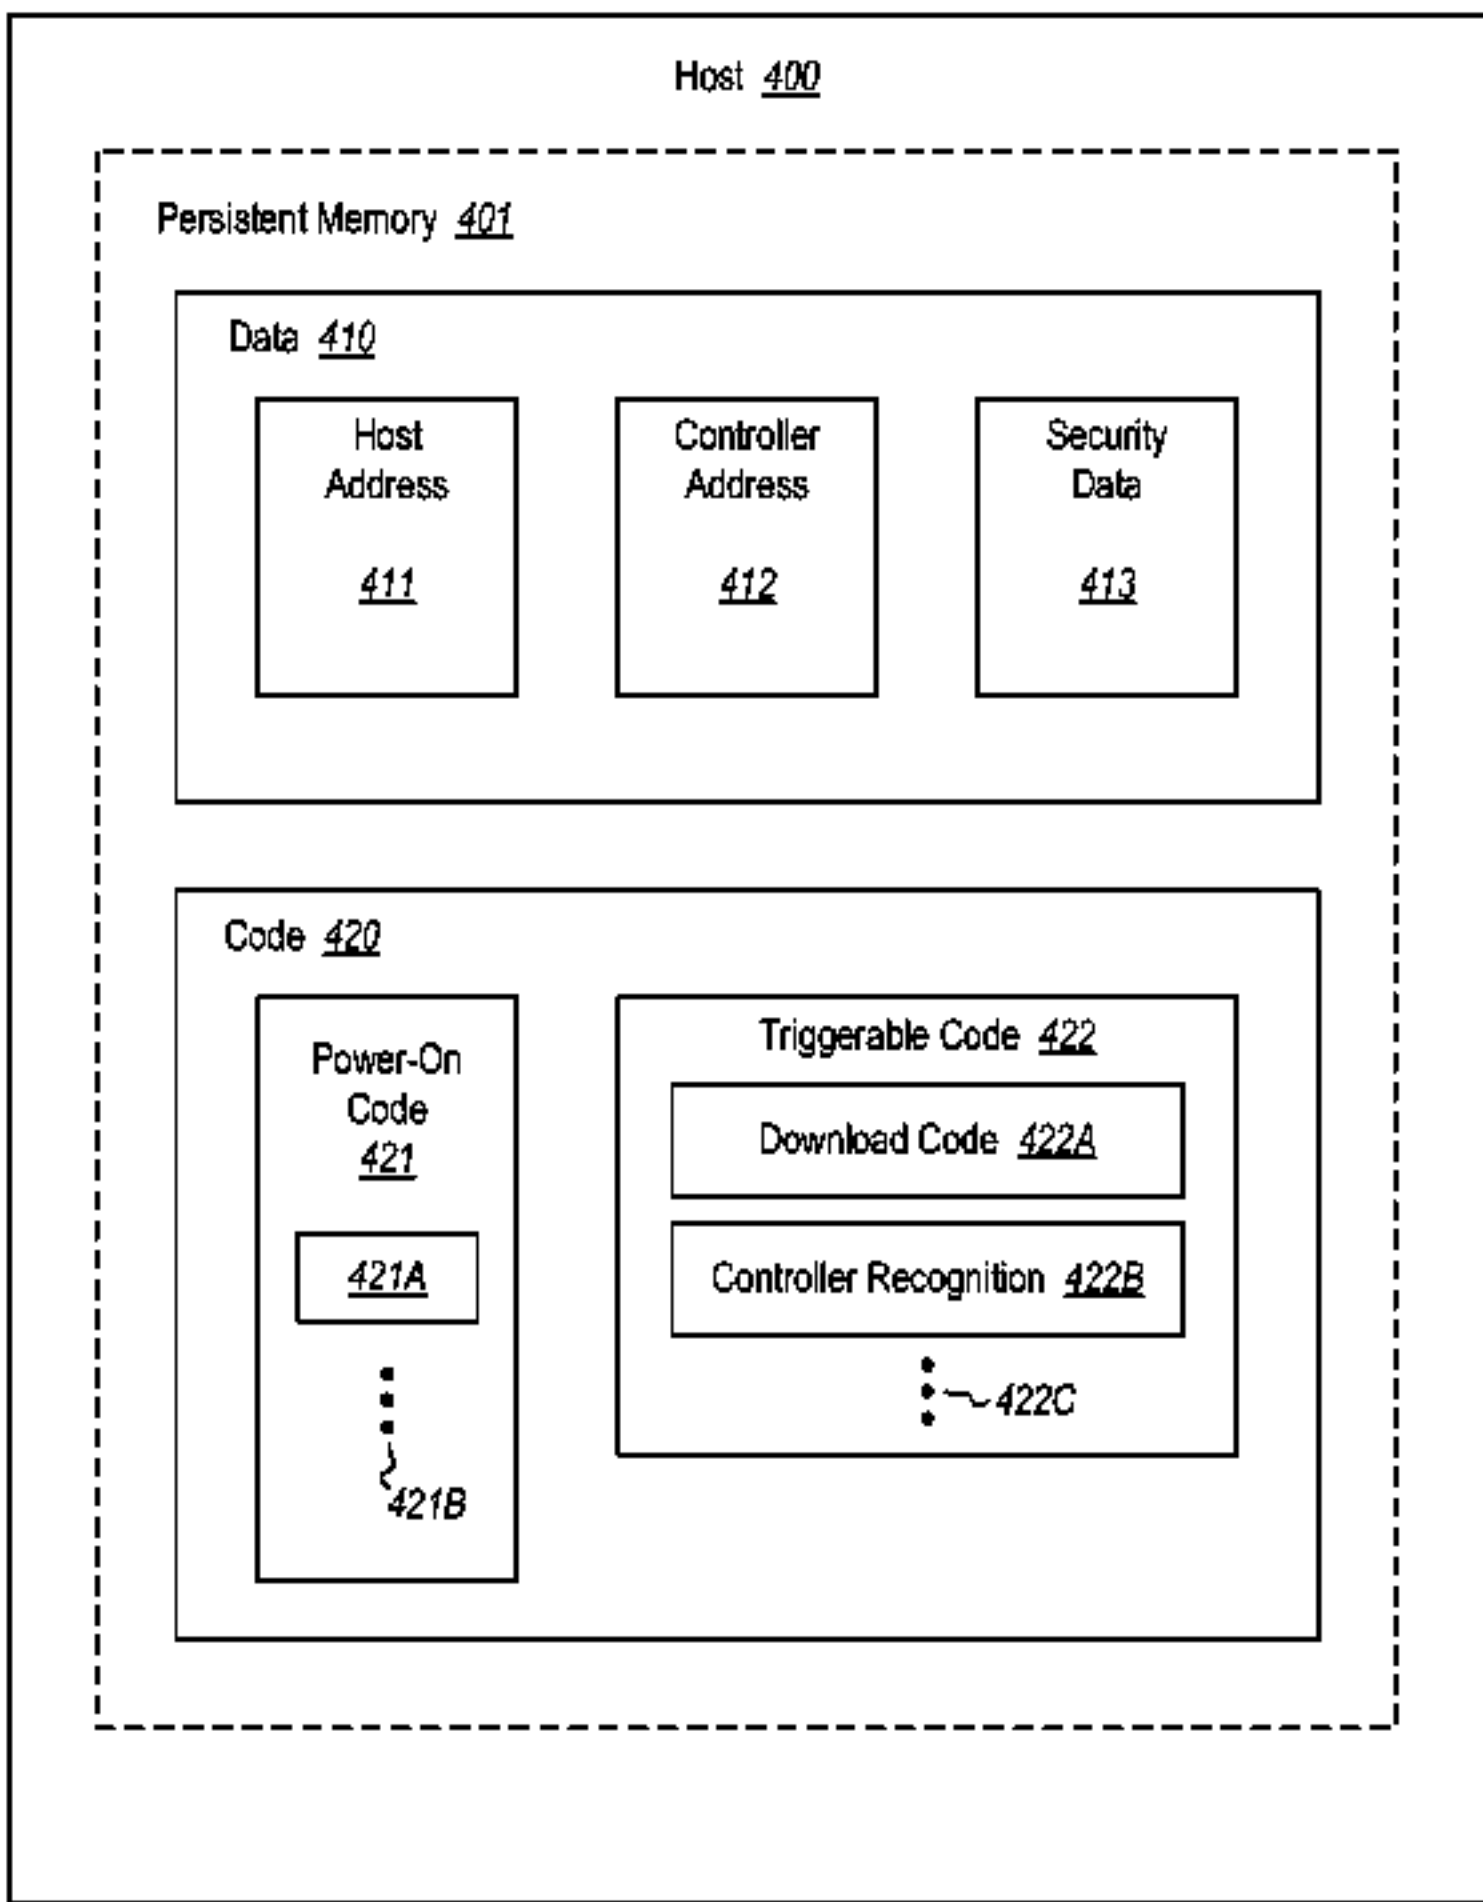 Host 400
Persistent Memory 401
Data 410
Host
Address
411
Controller
Address
412
Security
Data
413
Code 420
Power-On
Code
421
421A
421B
Triggerable Code 422
Download Code 422A
Controller Recognition 422B
422C